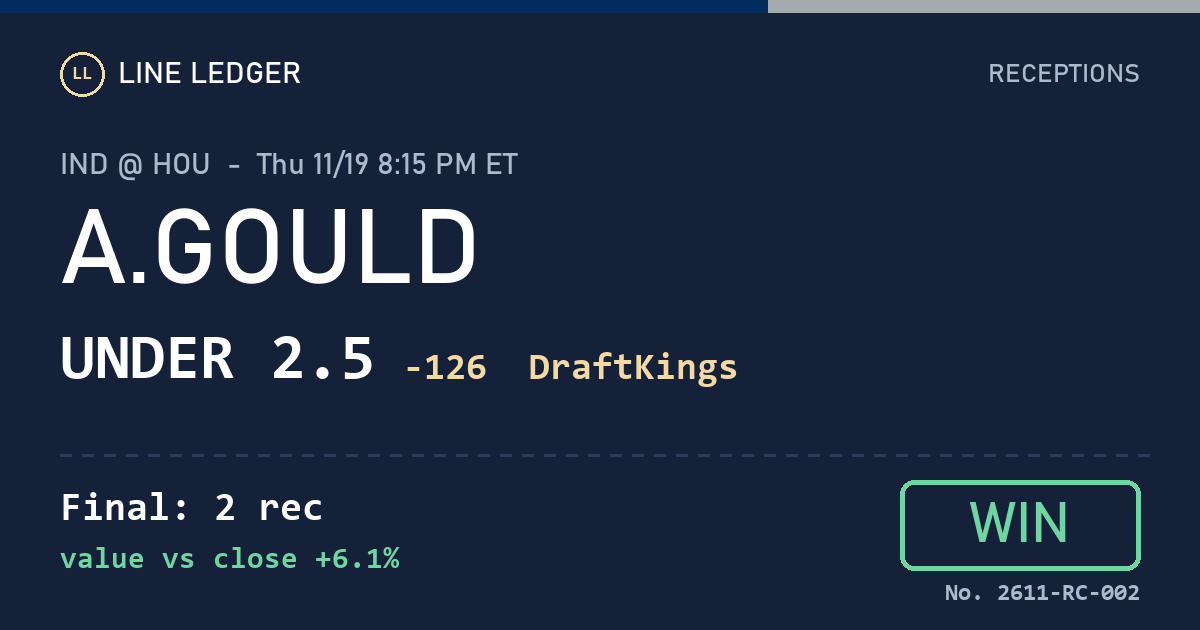 LL LINE LEDGER
RECEPTIONS
IND @ HOU - Thu 11/19 8:15 PM ET
A.GOULD
UNDER 2.5 -126 DraftKings
Final: 2 rec
WIN
value vs close +6.1%
No. 2611-RC-002